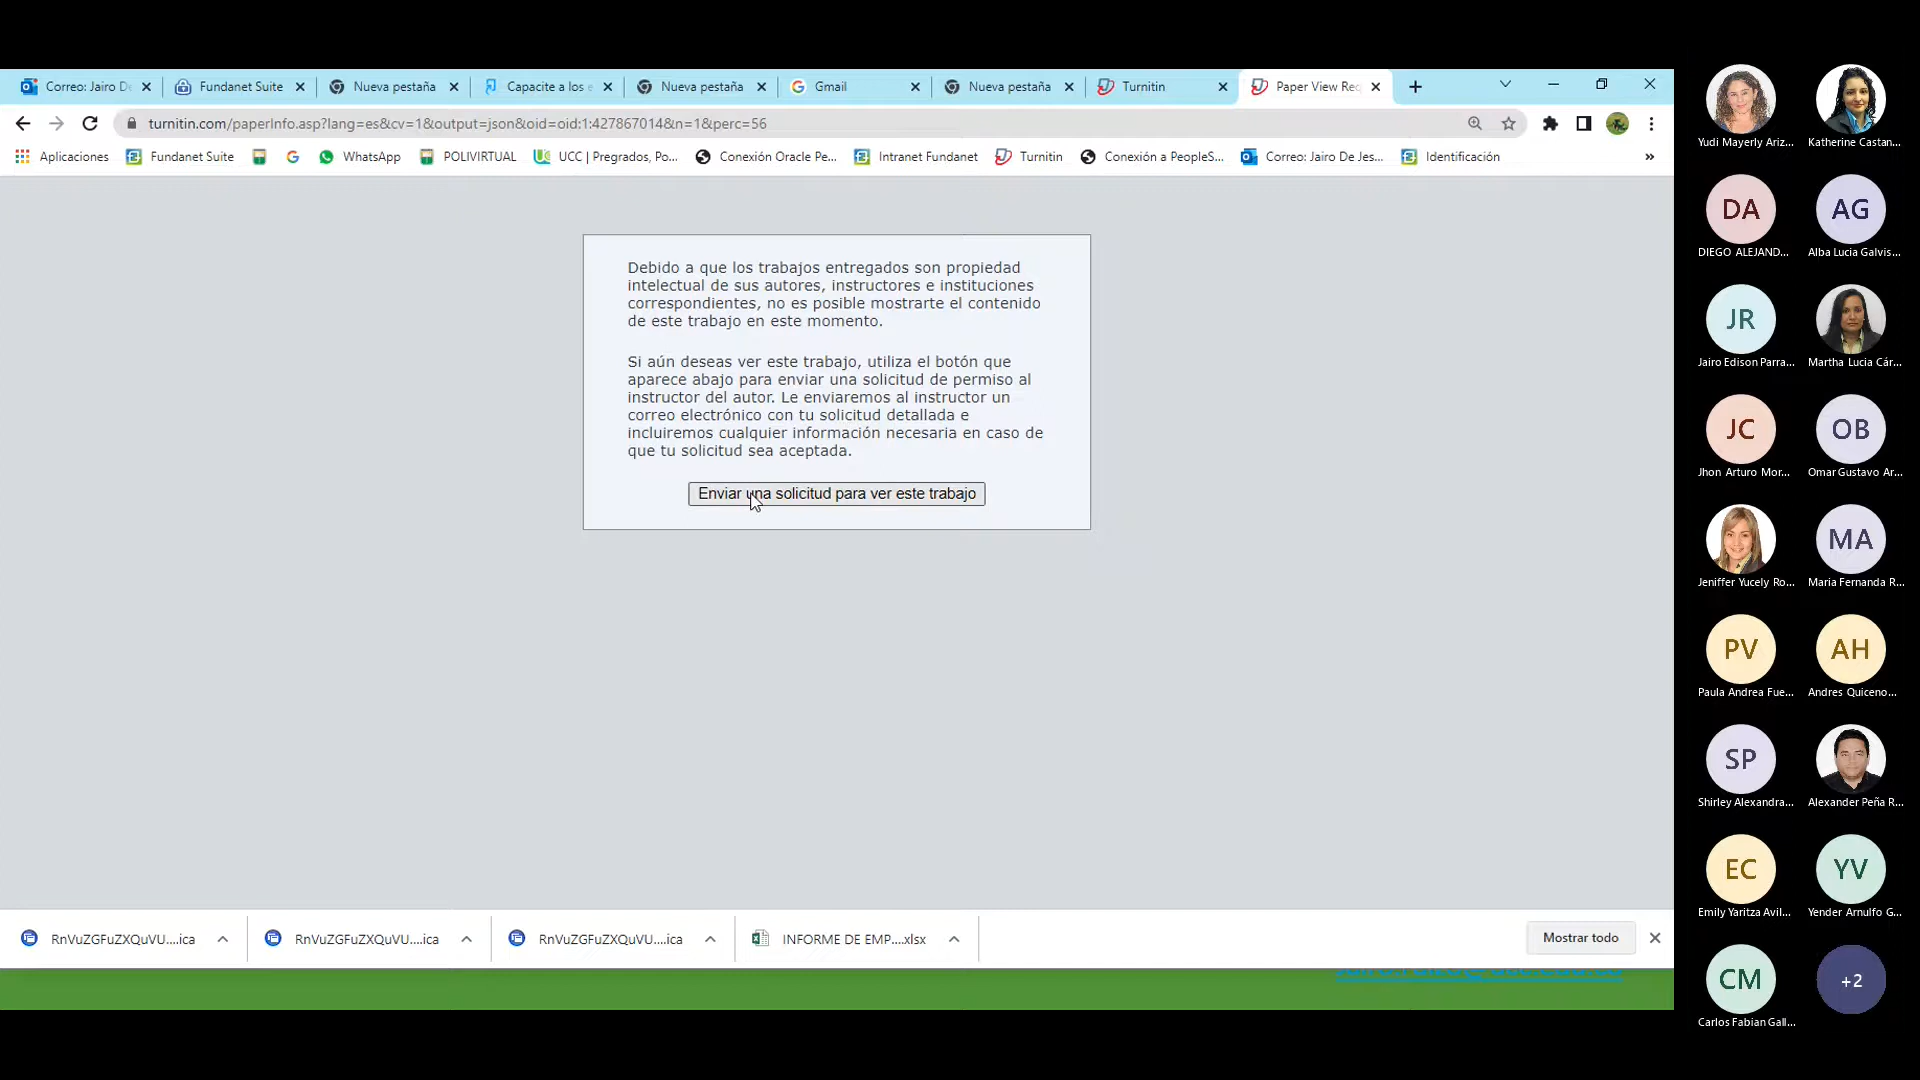 Correo: Jairo D
Fundanet Suite
Nueva pestaña
Capacite a los e
Nueva pestaña
Gmail
Nueva pestaña
Turnitin
Paper View Req
turnitin.com/paperInfo.asp?lang=es&cv=1&output=json&oid=oid:1:427867014&n=1&perc=56
Aplicaciones
Fundanet Suite
WhatsApp
POLIVIRTUAL
UCC | Pregrados, Po...
Conexión Oracle Pe...
Intranet Fundanet
Turnitin
Conexión a PeopleS...
Correo: Jairo De Jes...
Identificación
»
Debido a que los trabajos entregados son propiedad
intelectual de sus autores, instructores e instituciones
correspondientes, no es posible mostrarte el contenido
de este trabajo en este momento.
Si aún deseas ver este trabajo, utiliza el botón que
aparece abajo para enviar una solicitud de permiso al
instructor del autor. Le enviaremos al instructor un
correo electrónico con tu solicitud detallada e
incluiremos cualquier información necesaria en caso de
que tu solicitud sea aceptada.
Enviar una solicitud para ver este trabajo
RnVuZGFuZXQuVU....ica
RnVuZGFuZXQuVU....ica
RnVuZGFuZXQuVU....ica
INFORME DE EMP....xlsx
Mostrar todo
Yudi Mayerly Ariz...
Katherine Castan...
DA
DIEGO ALEJAND...
AG
Alba Lucia Galvis...
JR
Jairo Edison Parra...
Martha Lucia Cár...
JC
Jhon Arturo Mor...
OB
Omar Gustavo Ar...
Jeniffer Yucely Ro...
MA
Maria Fernanda R...
PV
Paula Andrea Fue...
AH
Andres Quiceno...
SP
Shirley Alexandra...
Alexander Peña R...
EC
Emily Yaritza Avil...
YV
Yender Arnulfo G...
CM
Carlos Fabian Gall...
+2